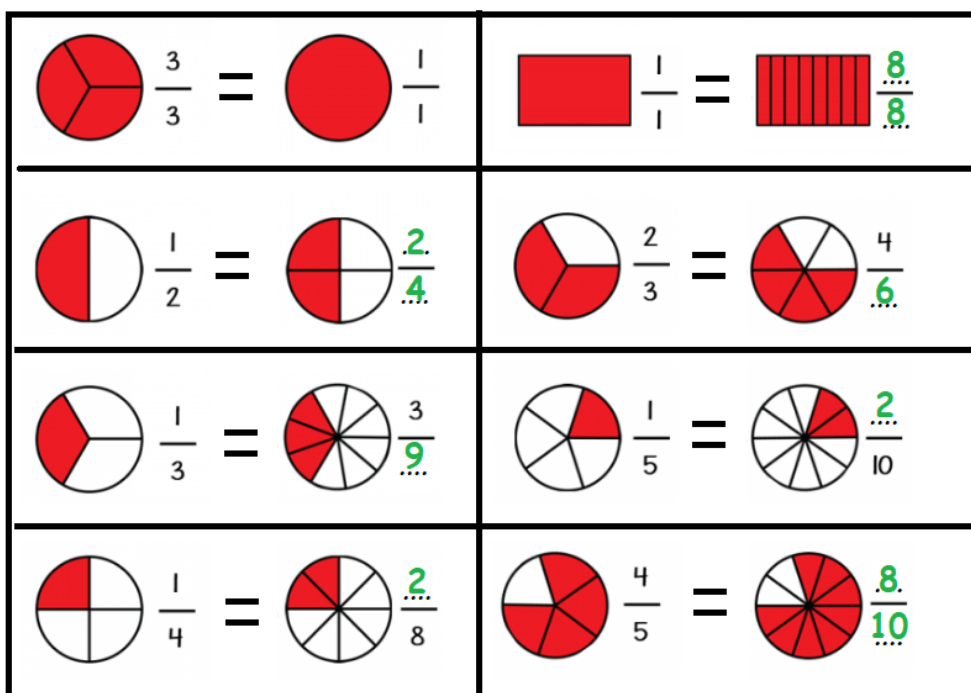 3/3 = 1/1
1/1 = 8/8
1/2 = 2/4
2/3 = 4/6
1/3 = 3/9
1/5 = 2/10
1/4 = 2/8
4/5 = 8/10